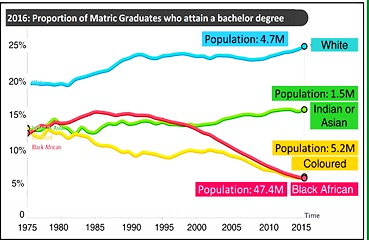 2016: Proportion of Matric Graduates who attain a bachelor degree
25%
20%
15%
10%
5%
0
Population: 4.7M
White
Population: 1.5M
Indian or
Asian
Population: 5.2M
Coloured
Population: 47.4M
Black African
Black African
Time
1975 1980 1985 1990 1995 2000 2005 2010 2015